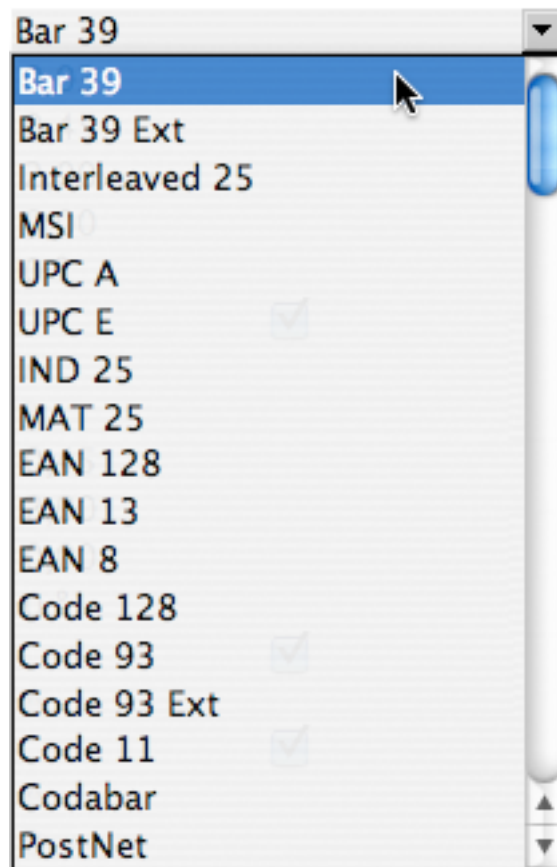 Bar 39
Bar 39
Bar 39 Ext
Interleaved 25
MSI
UPC A
UPC E
IND 25
MAT 25
EAN 128
EAN 13
EAN 8
Code 128
Code 93
Code 93 Ext
Code 11
Codabar
PostNet